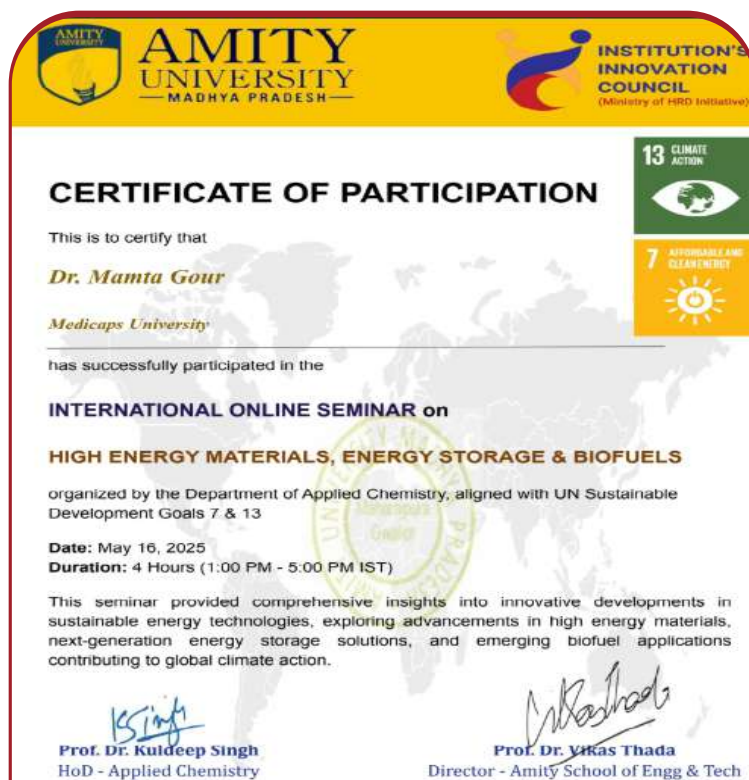 AMITY
UNIVERSITY
AMITY
UNIVERSITY
MADHYA PRADESH
INSTITUTION'S
INNOVATION
COUNCIL
(Ministry of HRD Initiative)
13 CLIMATE
ACTION
CERTIFICATE OF PARTICIPATION
This is to certify that
Dr. Mamta Gour
7 AFFORDABLE AND
CLEAN ENERGY
Medicaps University
has successfully participated in the
INTERNATIONAL ONLINE SEMINAR on
HIGH ENERGY MATERIALS, ENERGY STORAGE & BIOFUELS
organized by the Department of Applied Chemistry, aligned with UN Sustainable
Development Goals 7 & 13
Date: May 16, 2025
Duration: 4 Hours (1:00 PM - 5:00 PM IST)
This seminar provided comprehensive insights into innovative developments in
sustainable energy technologies, exploring advancements in high energy materials,
next-generation energy storage solutions, and emerging biofuel applications
contributing to global climate action.
KSingh
Prof. Dr. Kuldeep Singh
HoD - Applied Chemistry
Prof. Dr. Vikas Thada
Director - Amity School of Engg & Tech